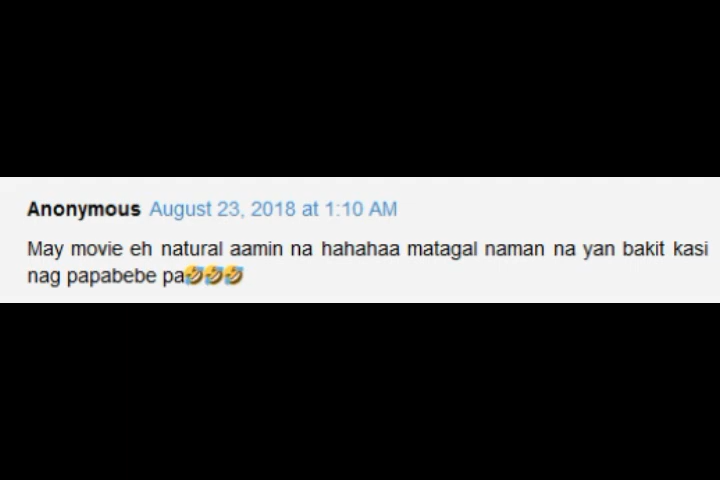 Anonymous August 23, 2018 at 1:10 AM
May movie eh natural aamin na hahahaa matagal naman na yan bakit kasi
nag papabebe pa🤣🤣🤣